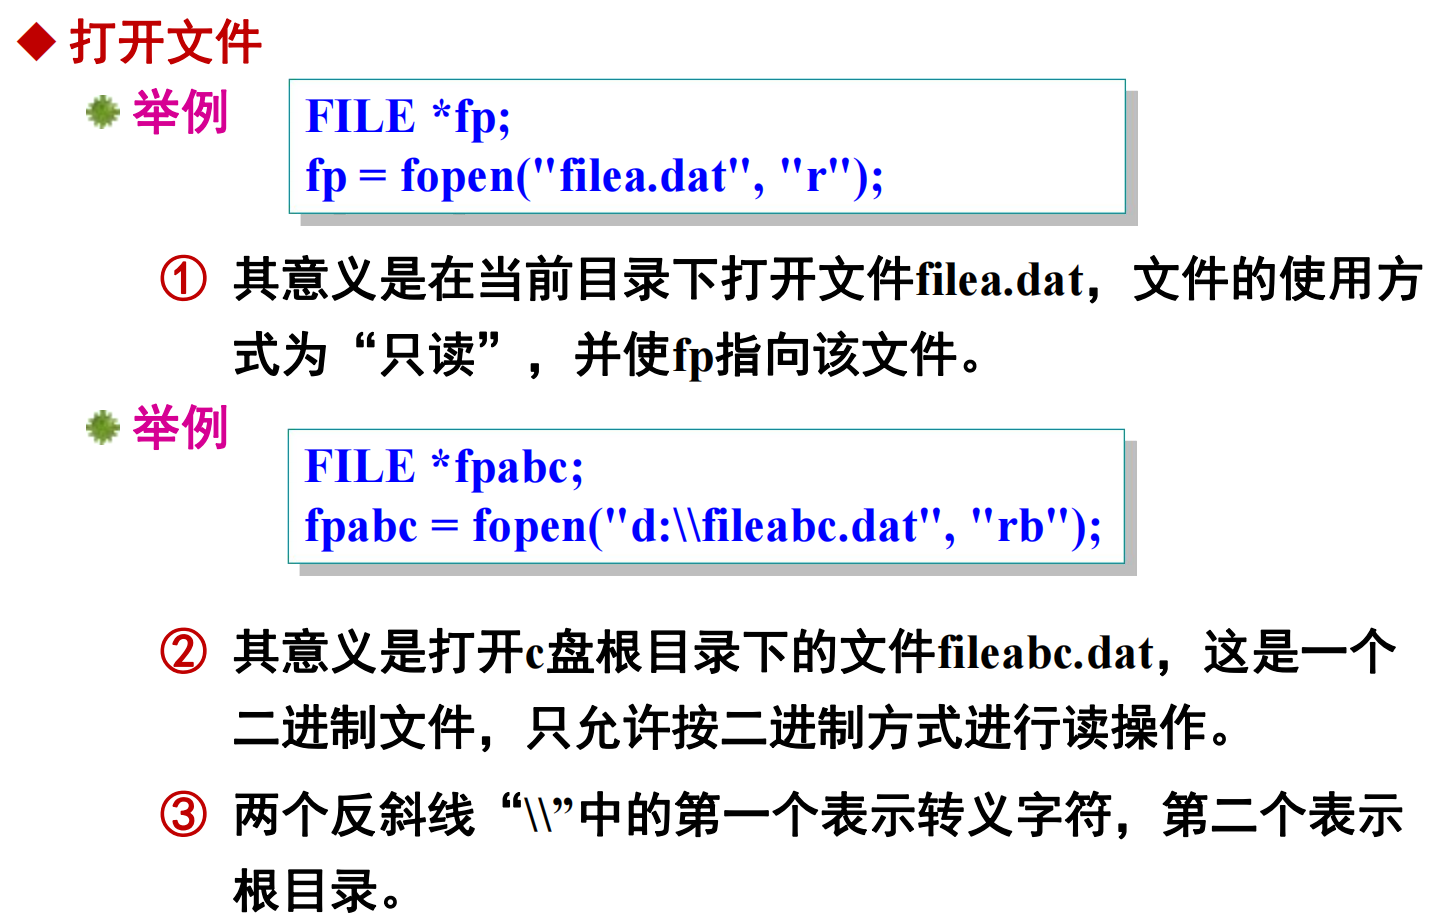 ◆ 打开文件
举例
FILE *fp;
fp = fopen("filea.dat", "r");
① 其意义是在当前目录下打开文件filea.dat，文件的使用方
式为“只读”，并使fp指向该文件。
举例
FILE *fpabc;
fpabc = fopen("d:\\fileabc.dat", "rb");
② 其意义是打开c盘根目录下的文件fileabc.dat，这是一个
二进制文件，只允许按二进制方式进行读操作。
③ 两个反斜线“\\”中的第一个表示转义字符，第二个表示
根目录。